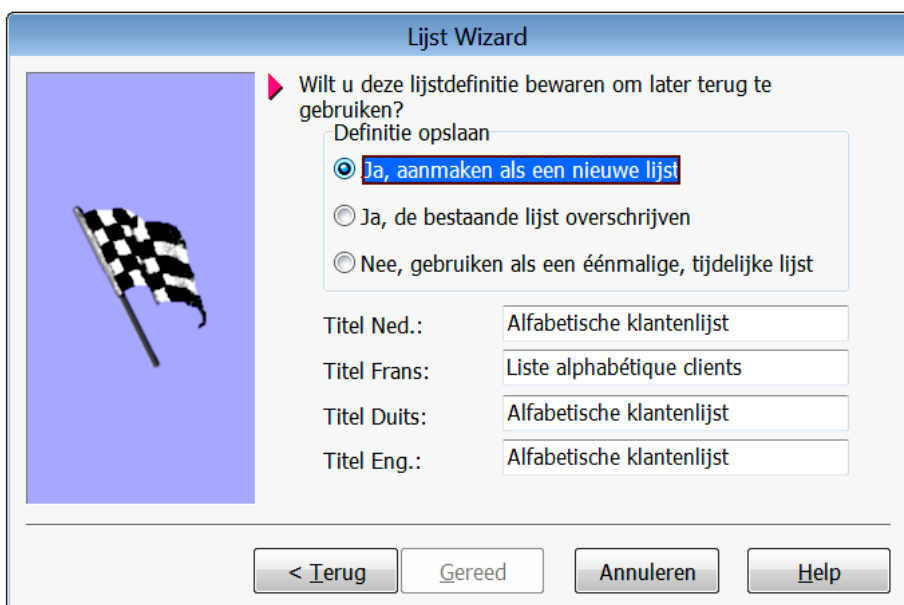 Lijst Wizard
Wilt u deze lijstdefinitie bewaren om later terug te
gebruiken?
Definitie opslaan
Ja, aanmaken als een nieuwe lijst
Ja, de bestaande lijst overschrijven
Nee, gebruiken als een éénmalige, tijdelijke lijst
Titel Ned.: Alfabetische klantenlijst
Titel Frans: Liste alphabétique clients
Titel Duits: Alfabetische klantenlijst
Titel Eng.: Alfabetische klantenlijst
< Terug Gereed Annuleren Help